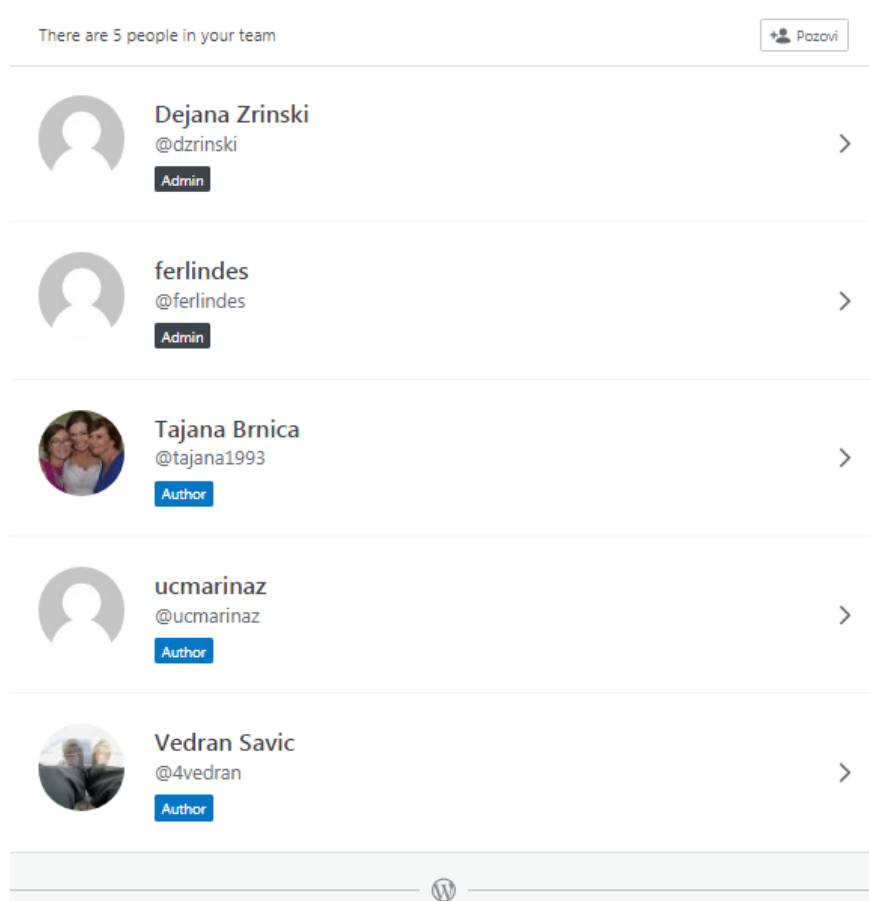 There are 5 people in your team
Pozovi
Dejana Zrinski
@dzrinski
Admin
ferlindes
@ferlindes
Admin
Tajana Brnica
@tajana1993
Author
ucmarinaz
@ucmarinaz
Author
Vedran Savic
@4vedran
Author